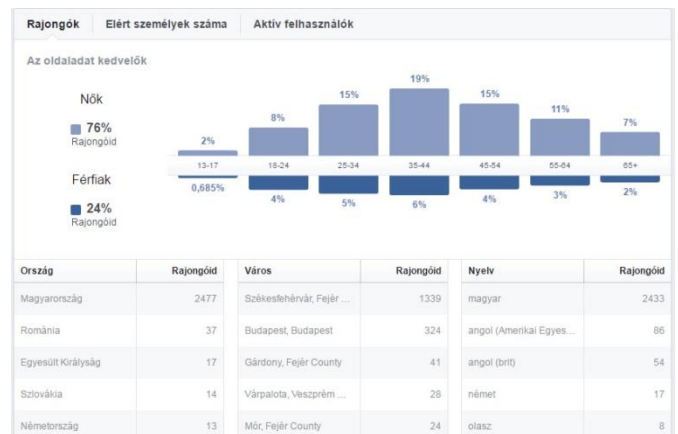 Rajongók Elért személyek száma Aktív felhasználók
Az oldaladat kedvelők
Nők
76%
Rajongóid
2% 8% 15% 19% 15% 11% 7%
13-17 18-24 25-34 35-44 45-54 55-64 65+
Férfiak
24%
Rajongóid
0,685% 4% 5% 6% 4% 3% 2%
Ország Rajongóid Város Rajongóid Nyelv Rajongóid
Magyarország 2477 Székesfehérvár, Fejér ... 1339 magyar 2433
Románia 37 Budapest, Budapest 324 angol (Amerikai Egyes... 86
Egyesült Királyság 17 Gárdony, Fejér County 41 angol (brit) 54
Szlovákia 14 Várpalota, Veszprém ... 28 német 17
Németország 13 Mór, Fejér County 24 olasz 8